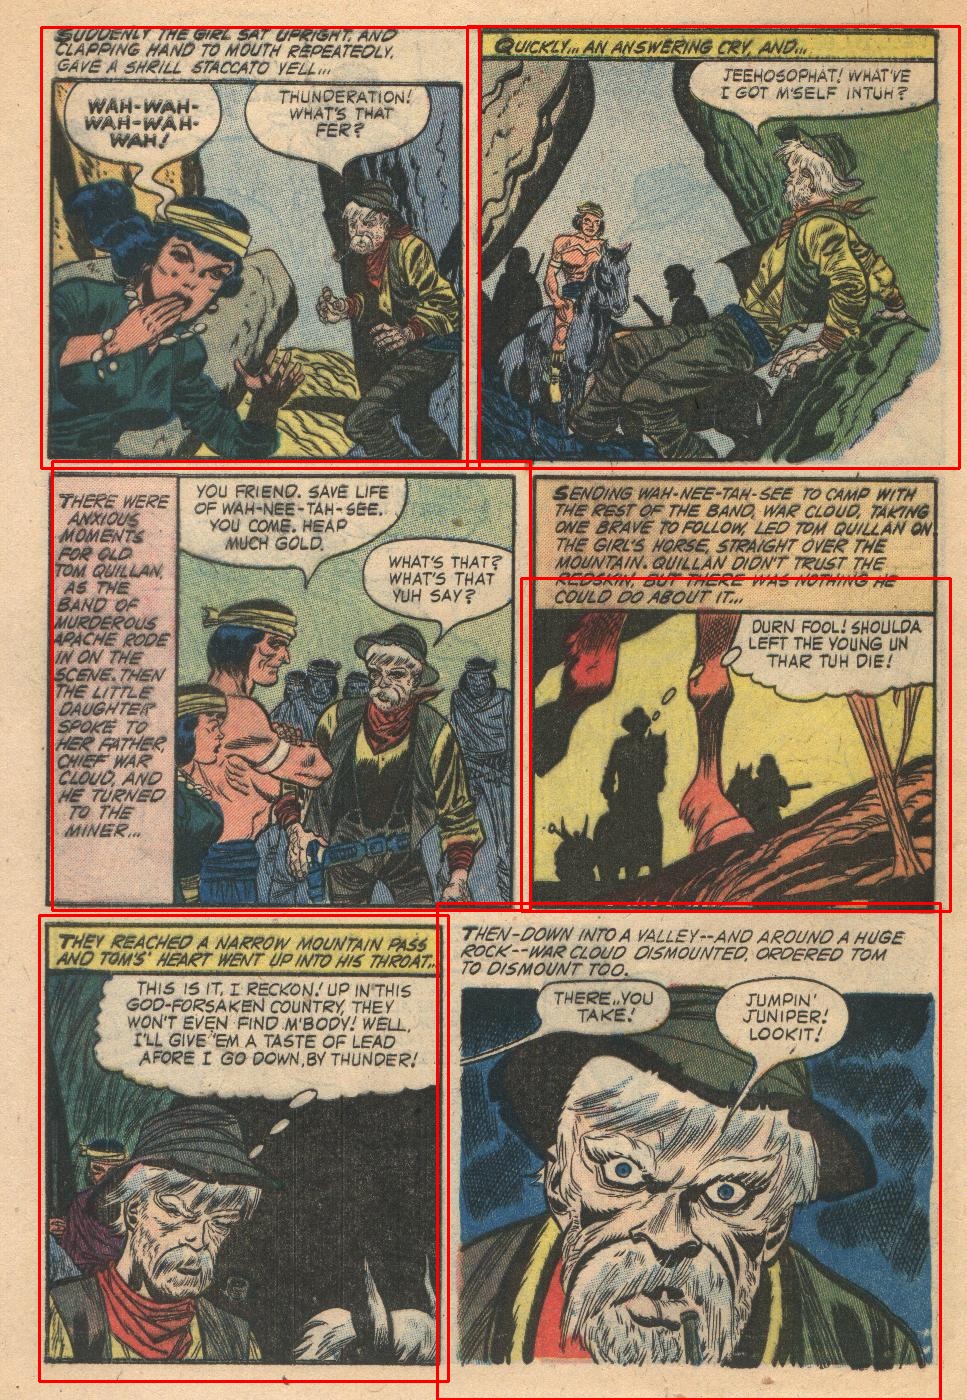 SUDDENLY THE GIRL SAT UPRIGHT, AND
CLAPPING HAND TO MOUTH REPEATEDLY,
GAVE A SHRILL STACCATO YELL...
WAH-WAH-
WAH-WAH-
WAH!
THUNDERATION!
WHAT'S THAT
FER?
QUICKLY... AN ANSWERING CRY, AND...
JEEHOSOPHAT! WHAT'VE
I GOT M'SELF INTUH?
THERE WERE
ANXIOUS
MOMENTS
FOR OLD
TOM QUILLAN,
AS THE
BAND OF
MURDEROUS
APACHE RODE
IN ON THE
SCENE. THEN
THE LITTLE
DAUGHTER
SPOKE TO
HER FATHER,
CHIEF WAR
CLOUD, AND
HE TURNED
TO THE
MINER...
YOU FRIEND. SAVE LIFE
OF WAH-NEE-TAH-SEE.
YOU COME. HEAP
MUCH GOLD.
WHAT'S THAT?
WHAT'S THAT
YUH SAY?
SENDING WAH-NEE-TAH-SEE TO CAMP WITH
THE REST OF THE BAND, WAR CLOUD, TAKING
ONE BRAVE TO FOLLOW, LED TOM QUILLAN ON
THE GIRL'S HORSE, STRAIGHT OVER THE
MOUNTAIN. QUILLAN DIDN'T TRUST THE
REDSKIN, BUT THERE WAS NOTHING HE
COULD DO ABOUT IT...
DURN FOOL! SHOULDA
LEFT THE YOUNG UN
THAR TUH DIE!
THEY REACHED A NARROW MOUNTAIN PASS
AND TOM'S' HEART WENT UP INTO HIS THROAT..
THIS IS IT, I RECKON! UP IN THIS
GOD-FORSAKEN COUNTRY, THEY
WON'T EVEN FIND M'BODY! WELL,
I'LL GIVE 'EM A TASTE OF LEAD
AFORE I GO DOWN, BY THUNDER!
THEN-DOWN INTO A VALLEY--AND AROUND A HUGE
ROCK--WAR CLOUD DISMOUNTED, ORDERED TOM
TO DISMOUNT TOO.
THERE..YOU
TAKE!
JUMPIN'
JUNIPER!
LOOKIT!